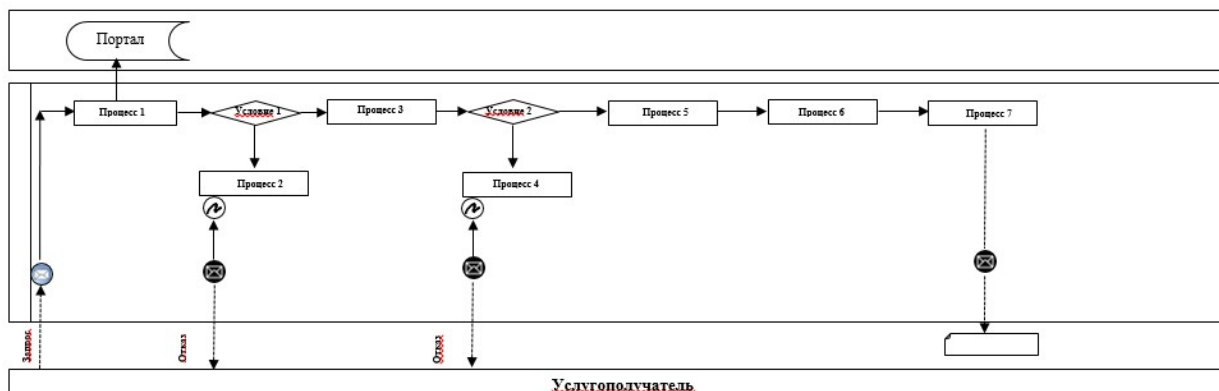 Портал
Процесс 1
Условие 1
Процесс 3
Условие 2
Процесс 5
Процесс 6
Процесс 7
Процесс 2
Процесс 4
Запрос
Отказ
Отказ
Услугополучатель